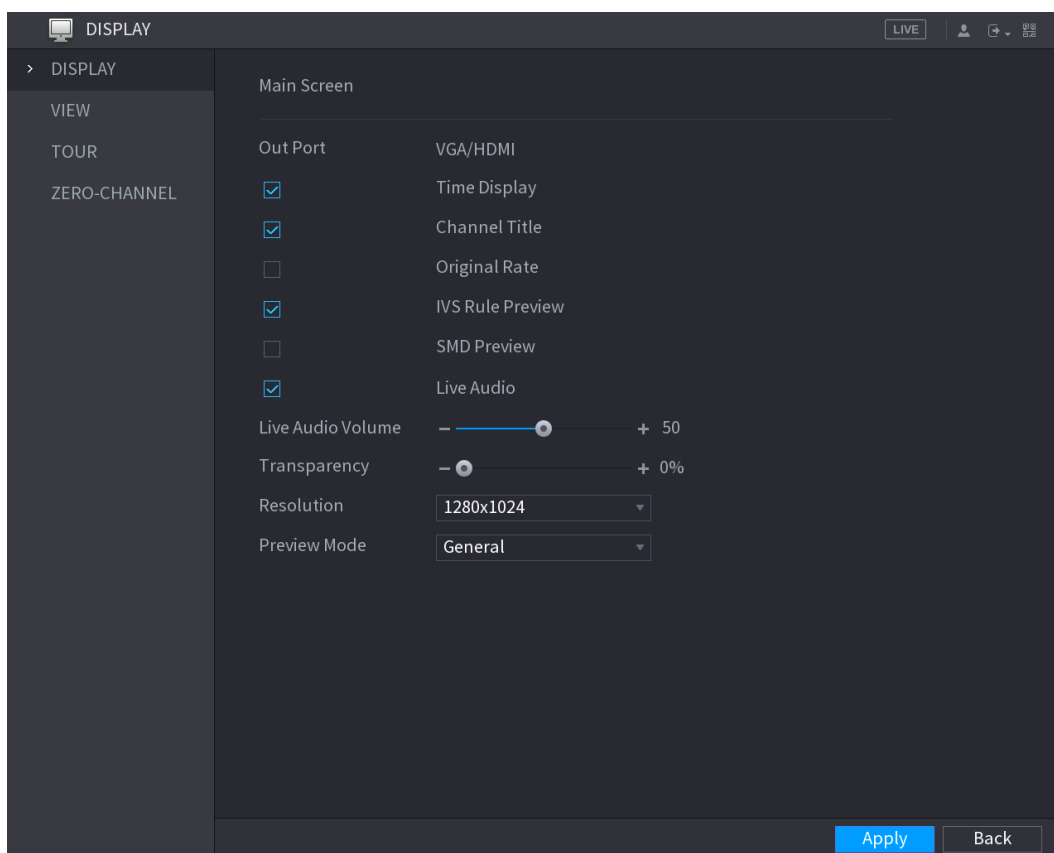 DISPLAY
LIVE
DISPLAY
VIEW
TOUR
ZERO-CHANNEL
Main Screen
Out Port VGA/HDMI
Time Display
Channel Title
Original Rate
IVS Rule Preview
SMD Preview
Live Audio
Live Audio Volume − + 50
Transparency − + 0%
Resolution 1280x1024
Preview Mode General
Apply Back